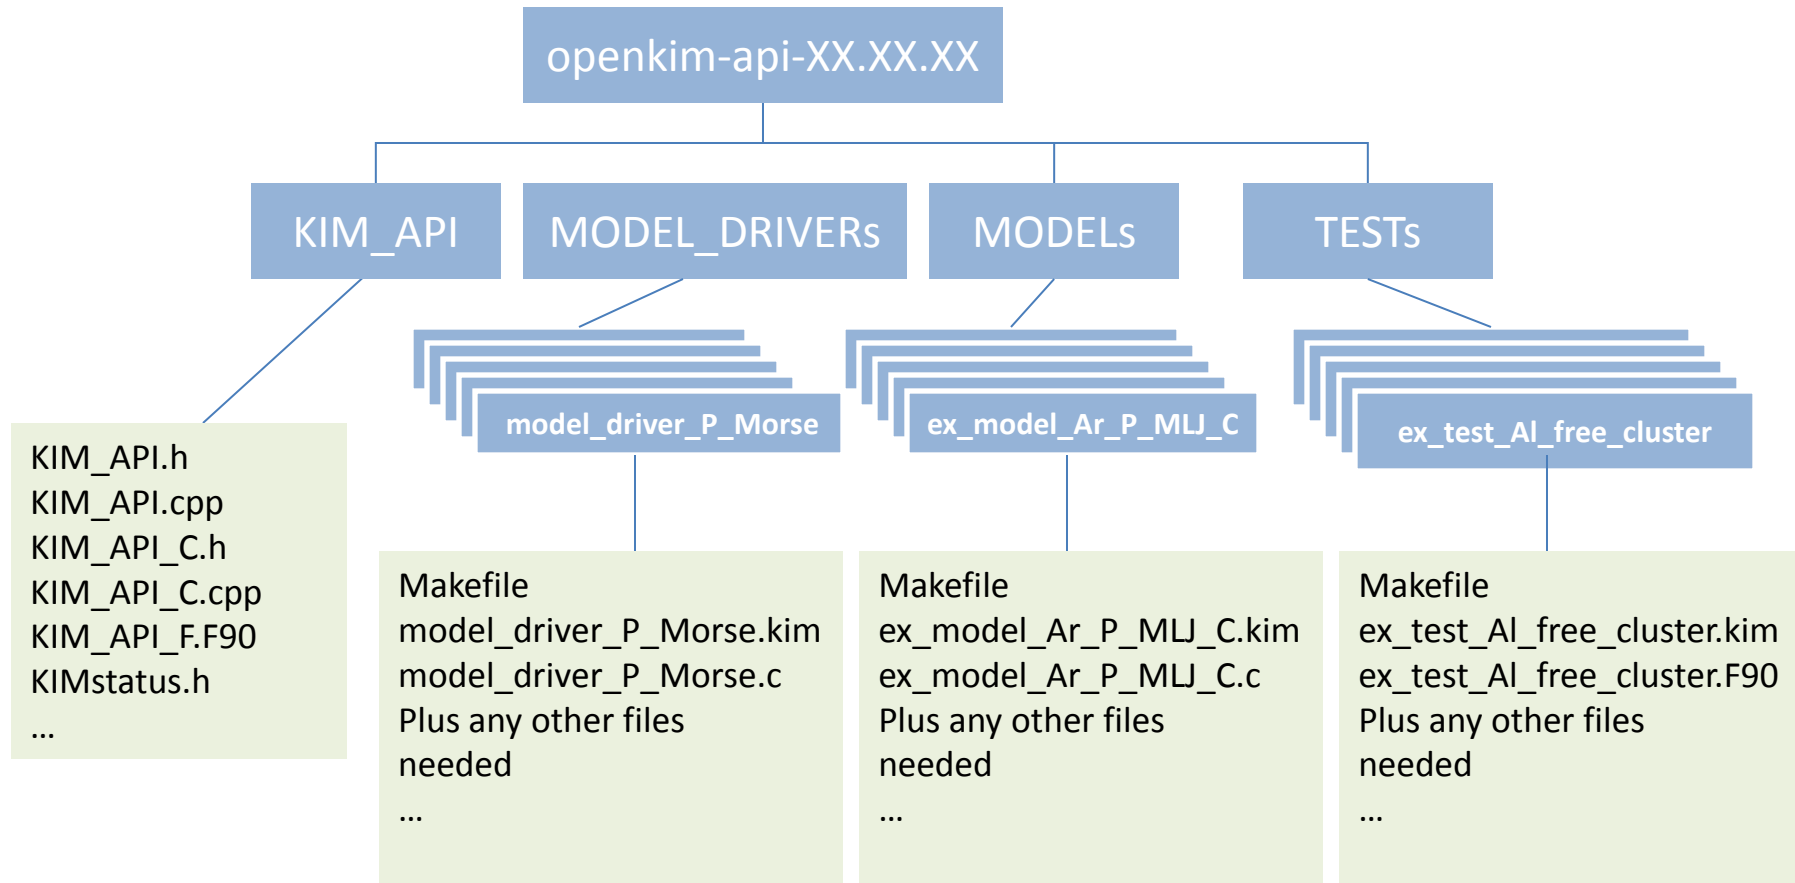 openkim-api-XX.XX.XX
KIM_API
MODEL_DRIVERs
MODELs
TESTs
model_driver_P_Morse
ex_model_Ar_P_MLJ_C
ex_test_Al_free_cluster
KIM_API.h
KIM_API.cpp
KIM_API_C.h
KIM_API_C.cpp
KIM_API_F.F90
KIMstatus.h
…
Makefile
model_driver_P_Morse.kim
model_driver_P_Morse.c
Plus any other files
needed
…
Makefile
ex_model_Ar_P_MLJ_C.kim
ex_model_Ar_P_MLJ_C.c
Plus any other files
needed
…
Makefile
ex_test_Al_free_cluster.kim
ex_test_Al_free_cluster.F90
Plus any other files
needed
…